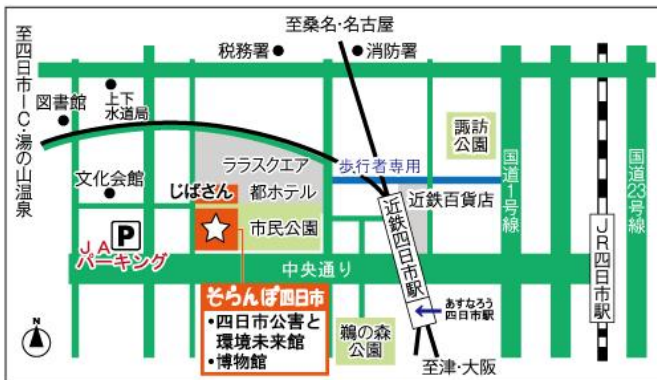 至桑名・名古屋
税務署
消防署
至四日市IC・湯の山温泉
図書館
上下
水道局
諏訪
公園
ララスクエア
歩行者専用
国道1号線
国道23号線
文化会館
じばさん
都ホテル
近鉄百貨店
P
市民公園
近鉄四日市駅
JR四日市駅
JA
パーキング
中央通り
そらんぽ四日市
・四日市公害と
環境未来館
・博物館
あすなろう
四日市駅
鵜の森
公園
N
至津・大阪